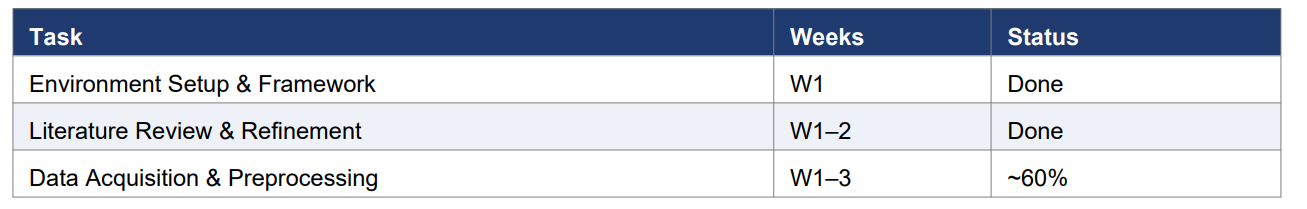 Task Weeks Status
Environment Setup & Framework W1 Done
Literature Review & Refinement W1–2 Done
Data Acquisition & Preprocessing W1–3 ~60%